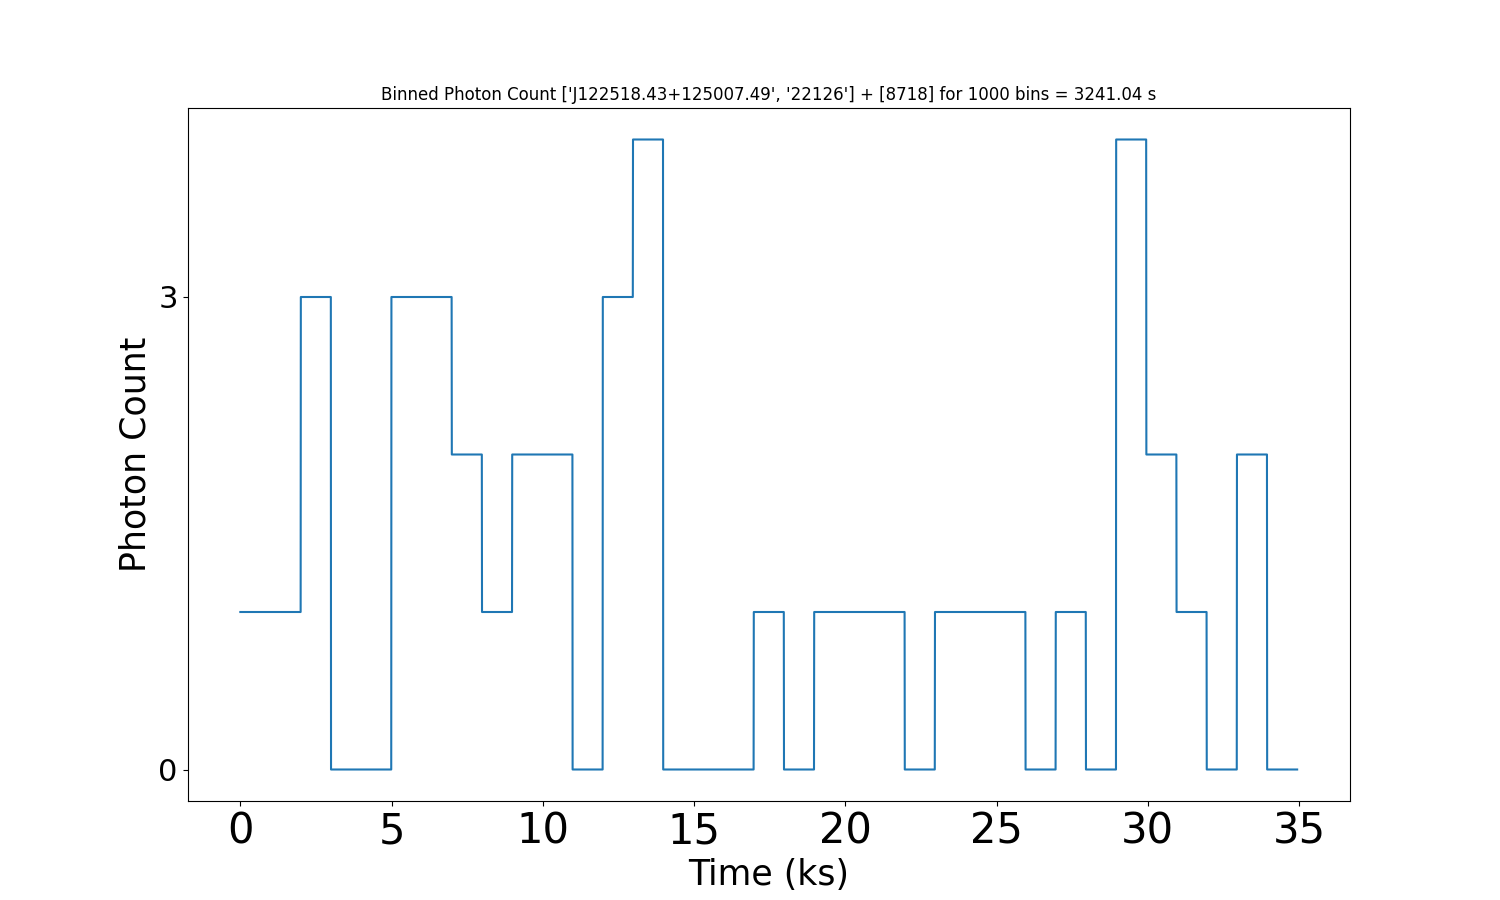 Binned Photon Count ['J122518.43+125007.49', '22126'] + [8718] for 1000 bins = 3241.04 s
Photon Count
3
0
0 5 10 15 20 25 30 35
Time (ks)